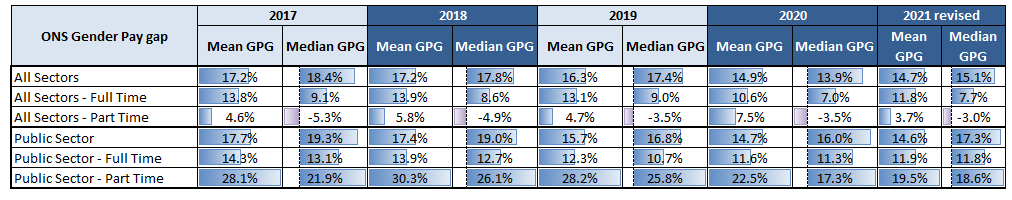 ONS Gender Pay gap 2017 2018 2019 2020 2021 revised
Mean GPG Median GPG Mean GPG Median GPG Mean GPG Median GPG Mean GPG Median GPG Mean GPG Median GPG
All Sectors 17.2% 18.4% 17.2% 17.8% 16.3% 17.4% 14.9% 13.9% 14.7% 15.1%
All Sectors - Full Time 13.8% 9.1% 13.9% 8.6% 13.1% 9.0% 10.6% 7.0% 11.8% 7.7%
All Sectors - Part Time 4.6% -5.3% 5.8% -4.9% 4.7% -3.5% 7.5% -3.5% 3.7% -3.0%
Public Sector 17.7% 19.3% 17.4% 19.0% 15.7% 16.8% 14.7% 16.0% 14.6% 17.3%
Public Sector - Full Time 14.3% 13.1% 13.9% 12.7% 12.3% 10.7% 11.6% 11.3% 11.9% 11.8%
Public Sector - Part Time 28.1% 21.9% 30.3% 26.1% 28.2% 25.8% 22.5% 17.3% 19.5% 18.6%